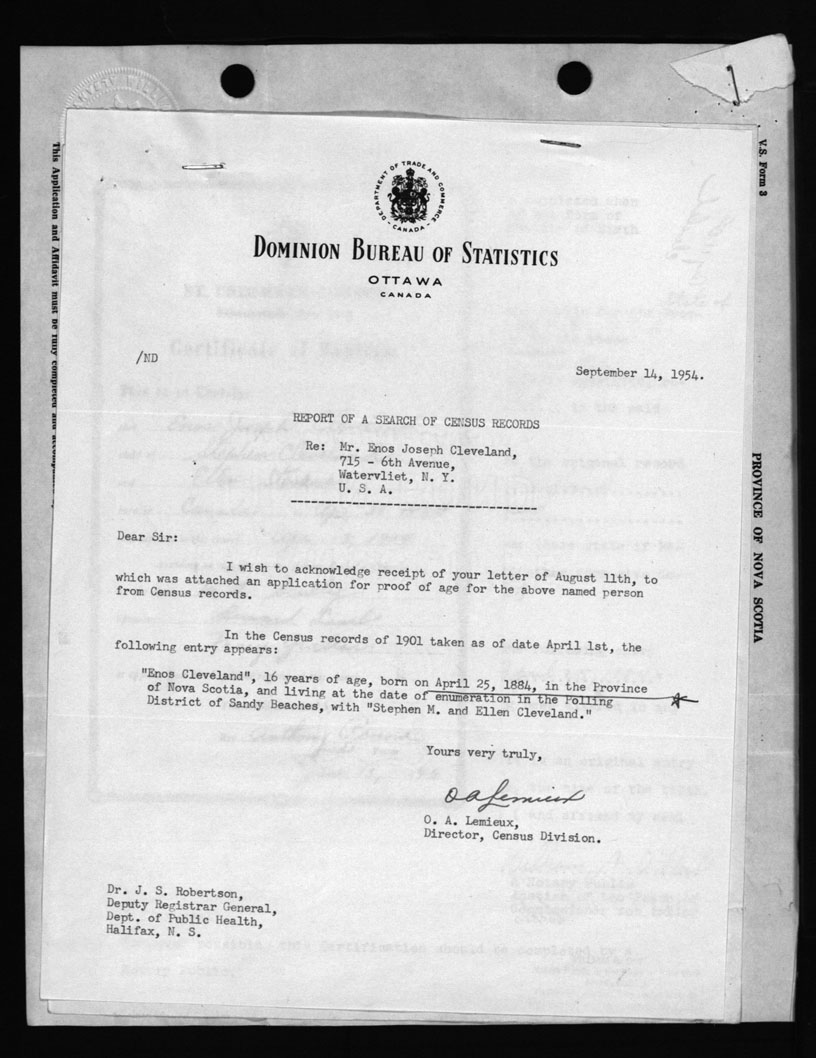 V.S. Form 3
This Application and Affidavit must be fully completed and
DEPARTMENT OF TRADE AND COMMERCE
- CANADA -
DOMINION BUREAU OF STATISTICS
OTTAWA
CANADA
/ND
September 14, 1954.
REPORT OF A SEARCH OF CENSUS RECORDS
Re: Mr. Enos Joseph Cleveland,
715 - 6th Avenue,
Watervliet, N. Y.
U. S. A.
PROVINCE OF NOVA SCOTIA
Dear Sir:
I wish to acknowledge receipt of your letter of August 11th, to
which was attached an application for proof of age for the above named person
from Census records.
In the Census records of 1901 taken as of date April 1st, the
following entry appears:
"Enos Cleveland", 16 years of age, born on April 25, 1884, in the Province
of Nova Scotia, and living at the date of enumeration in the Polling
District of Sandy Beaches, with "Stephen M. and Ellen Cleveland."
Yours very truly,
O A Lemieux
O. A. Lemieux,
Director, Census Division.
Dr. J. S. Robertson,
Deputy Registrar General,
Dept. of Public Health,
Halifax, N. S.